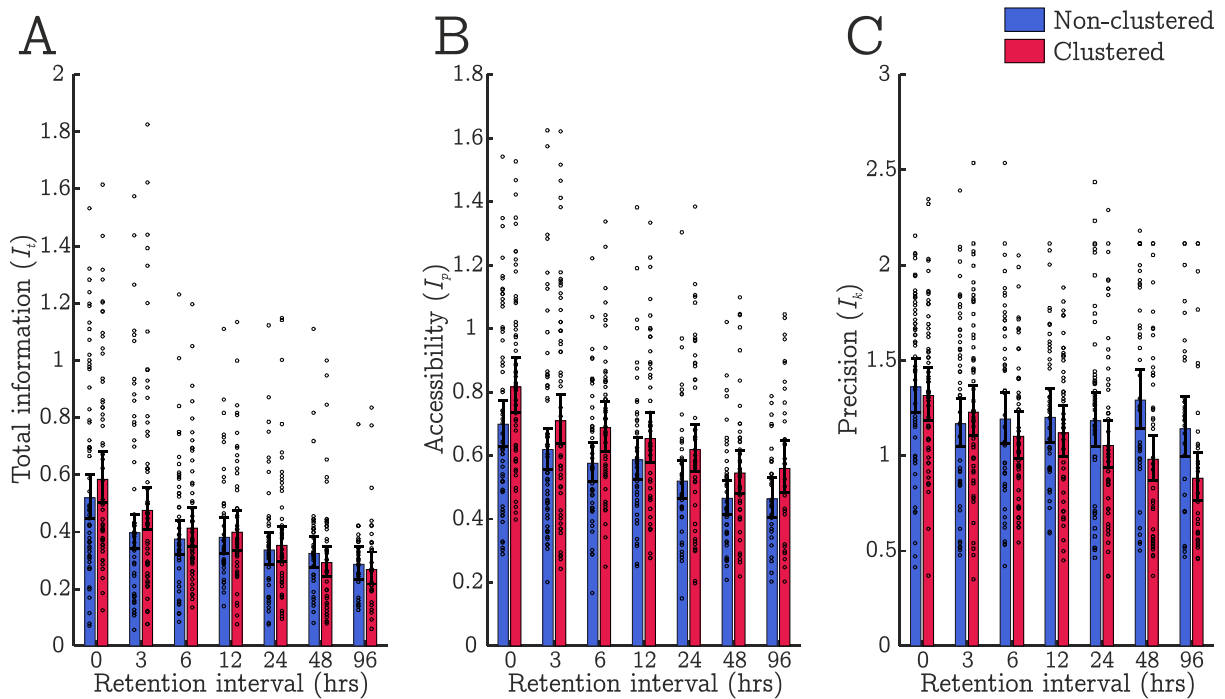 A
B
C
Non-clustered
Clustered
Total information (I_t)
2
1.8
1.6
1.4
1.2
1
0.8
0.6
0.4
0.2
0
0 3 6 12 24 48 96
Retention interval (hrs)
Accessibility (I_p)
1.8
1.6
1.4
1.2
1
0.8
0.6
0.4
0.2
0
0 3 6 12 24 48 96
Retention interval (hrs)
Precision (I_k)
3
2.5
2
1.5
1
0.5
0
0 3 6 12 24 48 96
Retention interval (hrs)